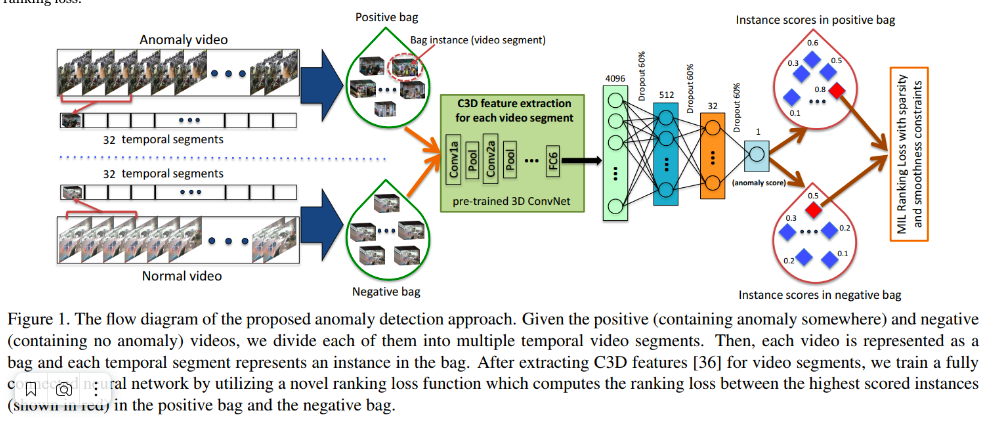 ranking loss.
Anomaly video
32 temporal segments
32 temporal segments
Normal video
Positive bag
Bag instance (video segment)
Negative bag
C3D feature extraction
for each video segment
Conv1a
Pool
Conv2a
Pool
FC6
pre-trained 3D ConvNet
4096
Dropout 60%
512
Dropout 60%
32
Dropout 60%
1
(anomaly score)
Instance scores in positive bag
0.6
0.3
0.5
0.8
0.1
0.5
0.3
0.2
0.2
0.1
Instance scores in negative bag
MIL Ranking Loss with sparsity
and smoothness constraints
Figure 1. The flow diagram of the proposed anomaly detection approach. Given the positive (containing anomaly somewhere) and negative
(containing no anomaly) videos, we divide each of them into multiple temporal video segments. Then, each video is represented as a
bag and each temporal segment represents an instance in the bag. After extracting C3D features [36] for video segments, we train a fully
neural network by utilizing a novel ranking loss function which computes the ranking loss between the highest scored instances
(shown in red) in the positive bag and the negative bag.